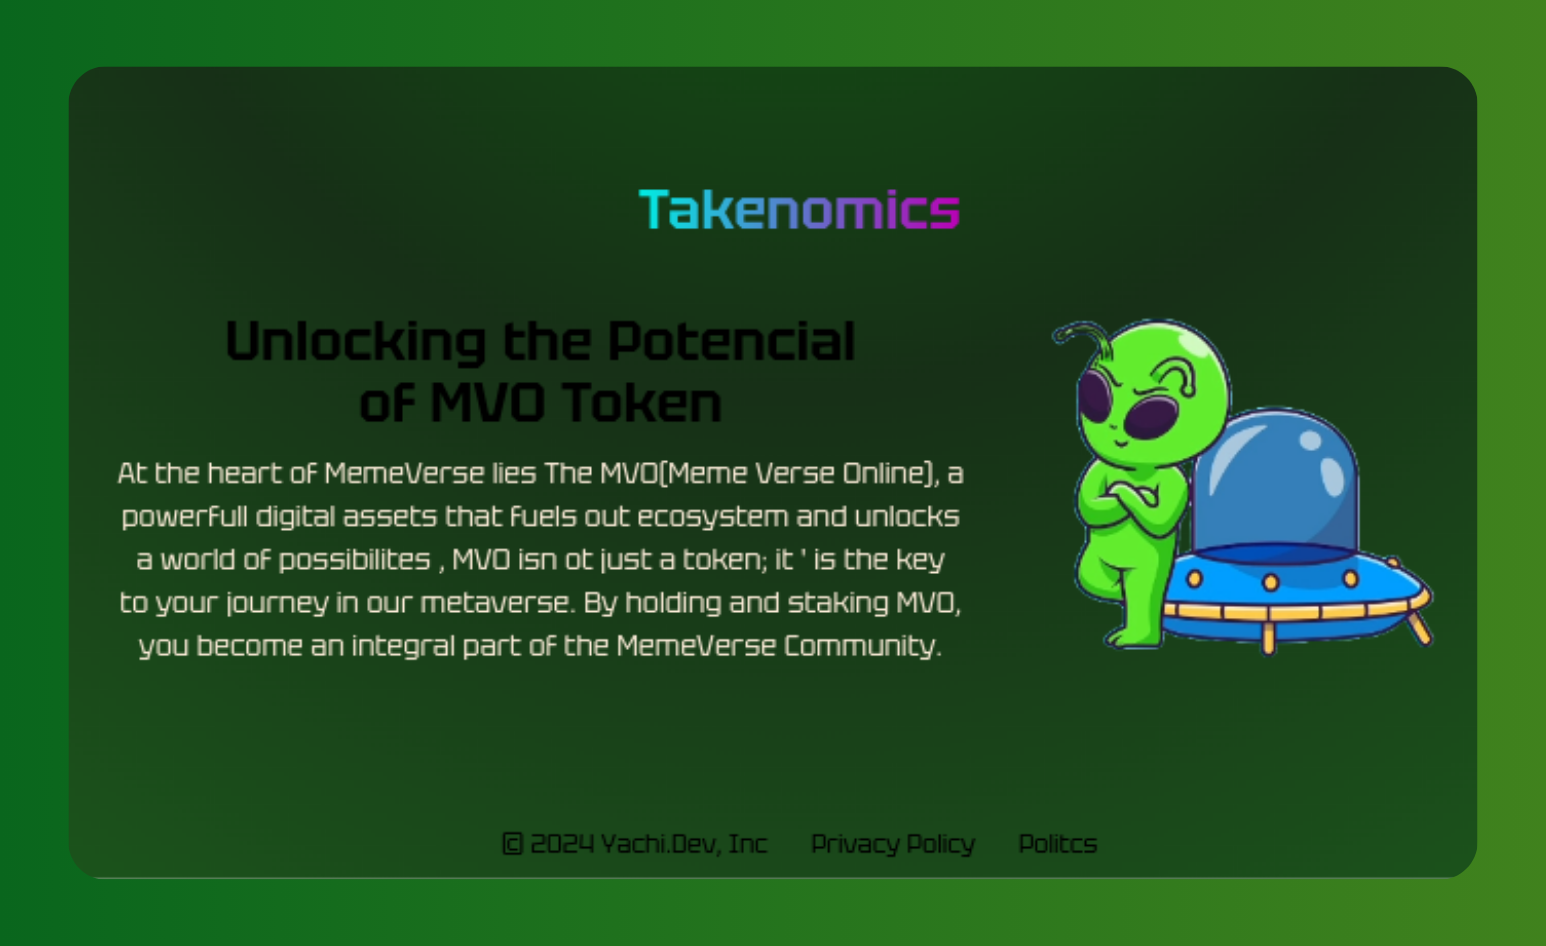 Takenomics
Unlocking the Potencial
of MVO Token
At the heart of MemeVerse lies The MVO(Meme Verse Online), a
powerfull digital assets that fuels out ecosystem and unlocks
a world of possibilites , MVO isn ot just a token; it ' is the key
to your journey in our metaverse. By holding and staking MVO,
you become an integral part of the MemeVerse Community.
© 2024 Yachi.Dev, Inc Privacy Policy Politcs